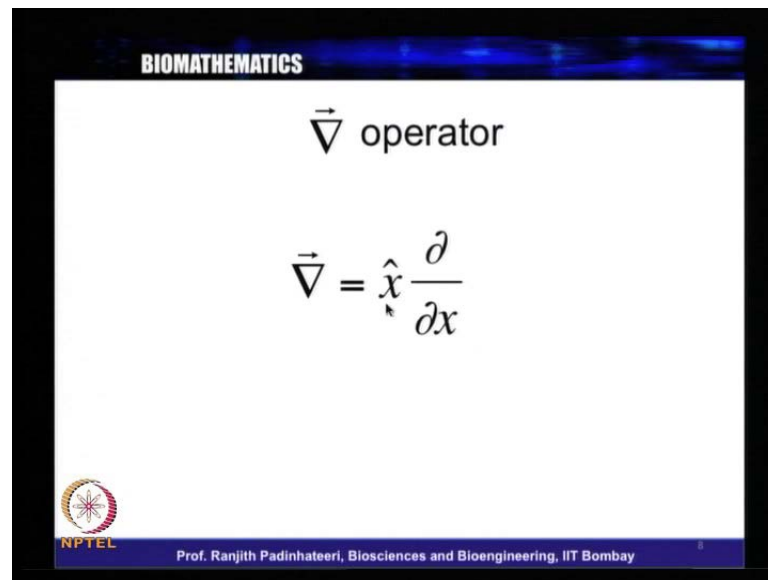 BIOMATHEMATICS
∇⃗ operator
∇⃗ = x̂ ∂/∂x
NPTEL
Prof. Ranjith Padinhateeri, Biosciences and Bioengineering, IIT Bombay
8